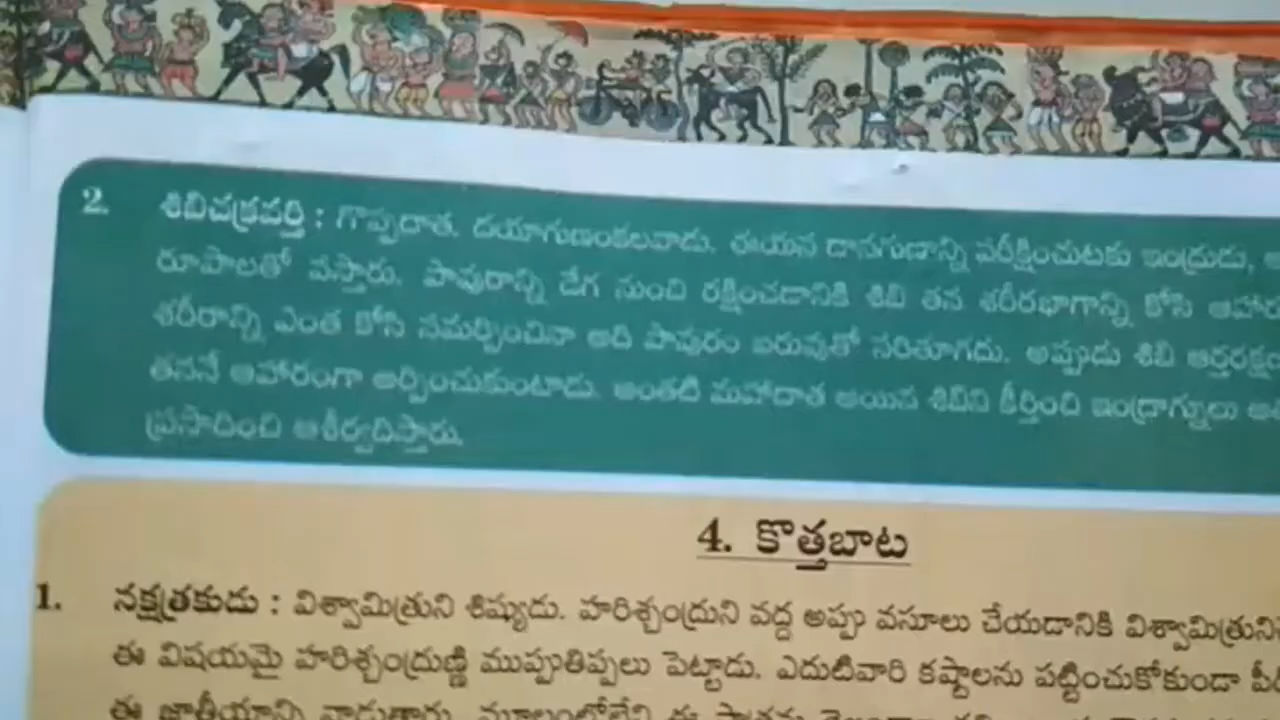 2. శిబిచక్రవర్తి : గొప్పదాత. దయాగుణంకలవాడు. ఈయన దానగుణాన్ని పరీక్షించుటకు ఇంద్రుడు,
రూపాలతో వస్తారు. పావురాన్ని డేగ నుంచి రక్షించడానికి శిబి తన శరీరభాగాన్ని కోసి
శరీరాన్ని ఎంత కోసి సమర్పించినా అది పావురం బరువుతో సరితూగదు. అప్పుడు శిబి
తననే ఆహారంగా అర్పించుకుంటాడు. అంతటి మహాదాత అయిన శిబిని కీర్తించి ఇంద్రాగ్నులు
ప్రసాదించి ఆశీర్వదిస్తారు.
4. కొత్తబాట
1. నక్షత్రకుడు : విశ్వామిత్రుని శిష్యుడు. హరిశ్చంద్రుని వద్ద అప్పు వసూలు చేయడానికి
ఈ విషయమై హరిశ్చంద్రుణ్ణి ముప్పుతిప్పలు పెట్టాడు. ఎదుటివారి కష్టాలను పట్టించుకోకుండా
ఈ జాతీయాన్ని వాడుతారు.